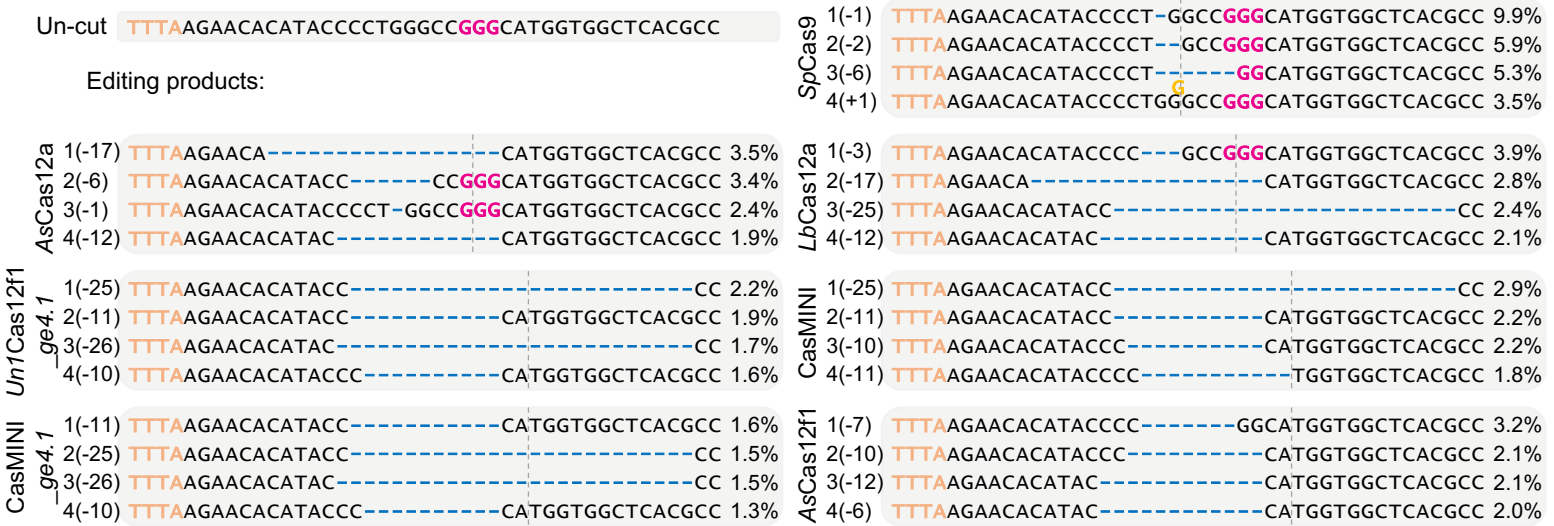 Un-cut TTTAAGAACACATACCCCTGGGCCGGGCATGGTGGCTCACGCC
Editing products:
SpCas9
1(-1) TTTAAGAACACATACCCCT-GGCCGGGCATGGTGGCTCACGCC 9.9%
2(-2) TTTAAGAACACATACCCCT--GCCGGGCATGGTGGCTCACGCC 5.9%
3(-6) TTTAAGAACACATACCCCT------GGCATGGTGGCTCACGCC 5.3%
G
4(+1) TTTAAGAACACATACCCCTGGGCCGGGCATGGTGGCTCACGCC 3.5%
AsCas12a
1(-17) TTTAAGAACA-----------------CATGGTGGCTCACGCC 3.5%
2(-6) TTTAAGAACACATACC------CCGGGCATGGTGGCTCACGCC 3.4%
3(-1) TTTAAGAACACATACCCCT-GGCCGGGCATGGTGGCTCACGCC 2.4%
4(-12) TTTAAGAACACATAC------------CATGGTGGCTCACGCC 1.9%
LbCas12a
1(-3) TTTAAGAACACATACCCC---GCCGGGCATGGTGGCTCACGCC 3.9%
2(-17) TTTAAGAACA-----------------CATGGTGGCTCACGCC 2.8%
3(-25) TTTAAGAACACATACC-------------------------CC 2.4%
4(-12) TTTAAGAACACATAC------------CATGGTGGCTCACGCC 2.1%
Un1Cas12f1
_ge4.1
1(-25) TTTAAGAACACATACC-------------------------CC 2.2%
2(-11) TTTAAGAACACATACC-----------CATGGTGGCTCACGCC 1.9%
3(-26) TTTAAGAACACATAC--------------------------CC 1.7%
4(-10) TTTAAGAACACATACCC----------CATGGTGGCTCACGCC 1.6%
CasMINI
1(-25) TTTAAGAACACATACC-------------------------CC 2.9%
2(-11) TTTAAGAACACATACC-----------CATGGTGGCTCACGCC 2.2%
3(-10) TTTAAGAACACATACCC----------CATGGTGGCTCACGCC 2.2%
4(-11) TTTAAGAACACATACCCC-----------TGGTGGCTCACGCC 1.8%
CasMINI
_ge4.1
1(-11) TTTAAGAACACATACC-----------CATGGTGGCTCACGCC 1.6%
2(-25) TTTAAGAACACATACC-------------------------CC 1.5%
3(-26) TTTAAGAACACATAC--------------------------CC 1.5%
4(-10) TTTAAGAACACATACCC----------CATGGTGGCTCACGCC 1.3%
AsCas12f1
1(-7) TTTAAGAACACATACCCC-------GGCATGGTGGCTCACGCC 3.2%
2(-10) TTTAAGAACACATACCC----------CATGGTGGCTCACGCC 2.1%
3(-12) TTTAAGAACACATAC------------CATGGTGGCTCACGCC 2.1%
4(-6) TTTAAGAACACATAC------------CATGGTGGCTCACGCC 2.0%